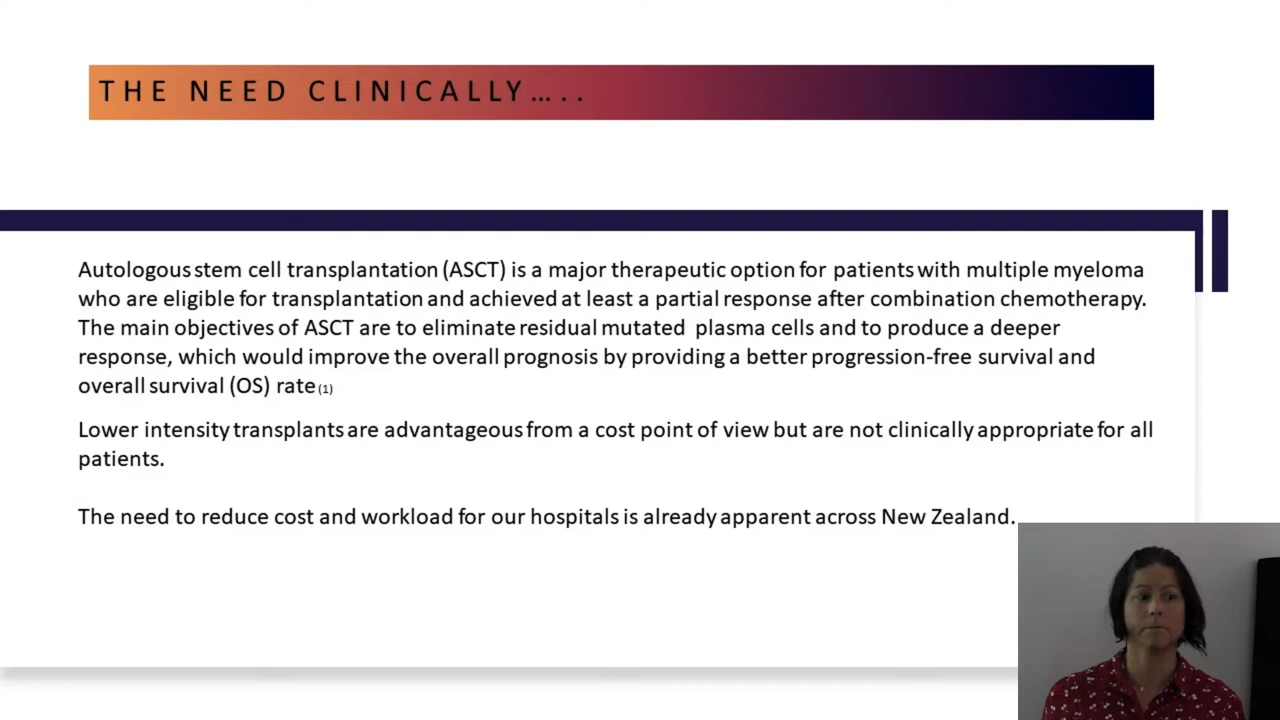 THE NEED CLINICALLY.....
Autologous stem cell transplantation (ASCT) is a major therapeutic option for patients with multiple myeloma
who are eligible for transplantation and achieved at least a partial response after combination chemotherapy.
The main objectives of ASCT are to eliminate residual mutated plasma cells and to produce a deeper
response, which would improve the overall prognosis by providing a better progression-free survival and
overall survival (OS) rate (1)
Lower intensity transplants are advantageous from a cost point of view but are not clinically appropriate for all
patients.
The need to reduce cost and workload for our hospitals is already apparent across New Zealand.